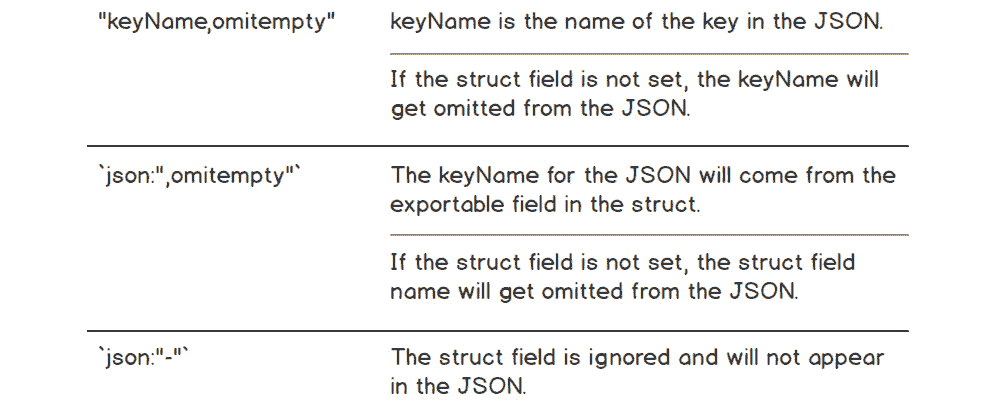 "keyName,omitempty" keyName is the name of the key in the JSON.
If the struct field is not set, the keyName will
get omitted from the JSON.
`json:",omitempty"` The keyName for the JSON will come from the
exportable field in the struct.
If the struct field is not set, the struct field
name will get omitted from the JSON.
`json:"-"` The struct field is ignored and will not appear
in the JSON.